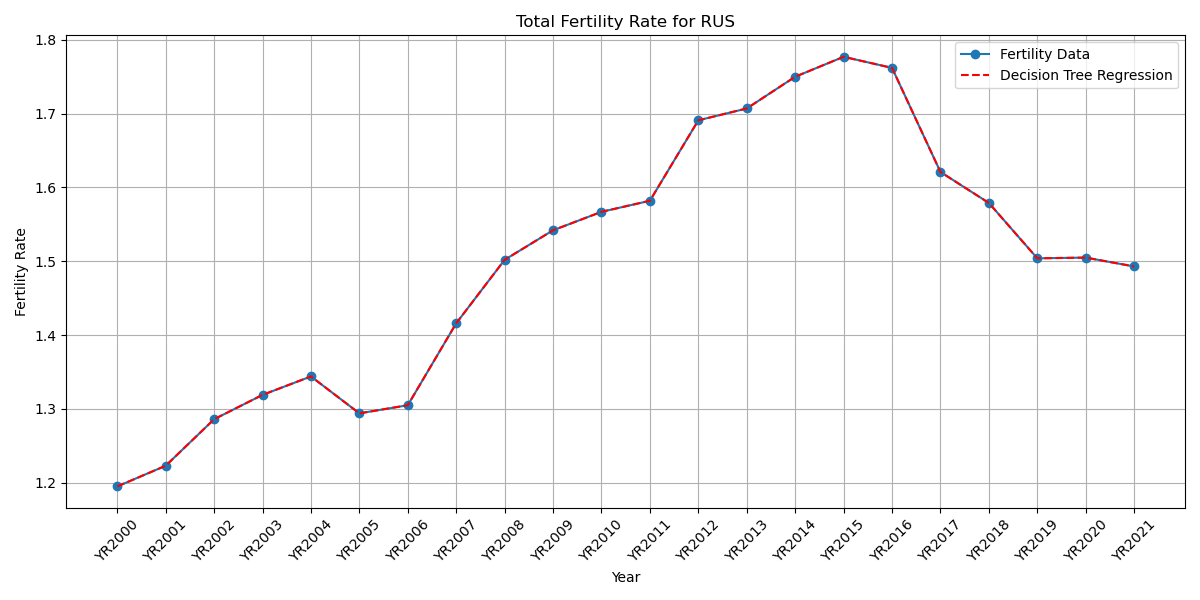 Total Fertility Rate for RUS
Fertility Data
Decision Tree Regression
Fertility Rate
1.8
1.7
1.6
1.5
1.4
1.3
1.2
YR2000
YR2001
YR2002
YR2003
YR2004
YR2005
YR2006
YR2007
YR2008
YR2009
YR2010
YR2011
YR2012
YR2013
YR2014
YR2015
YR2016
YR2017
YR2018
YR2019
YR2020
YR2021
Year